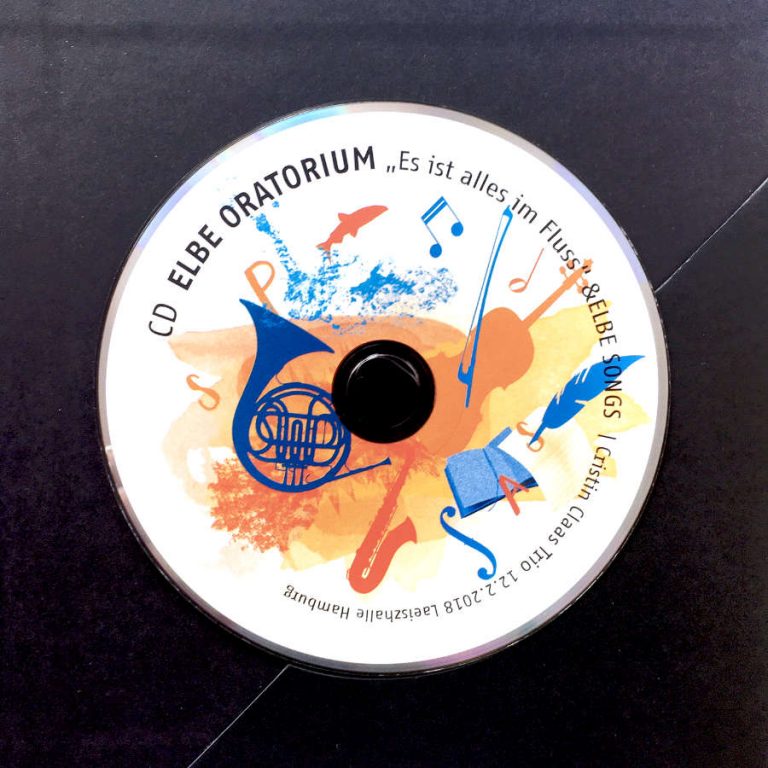 CD ELBE ORATORIUM „Es ist alles im Fluss“ &ELBE SONGS | Cristin Claas Trio 12.2.2018 Laeiszhalle Hamburg
P
S
D
A